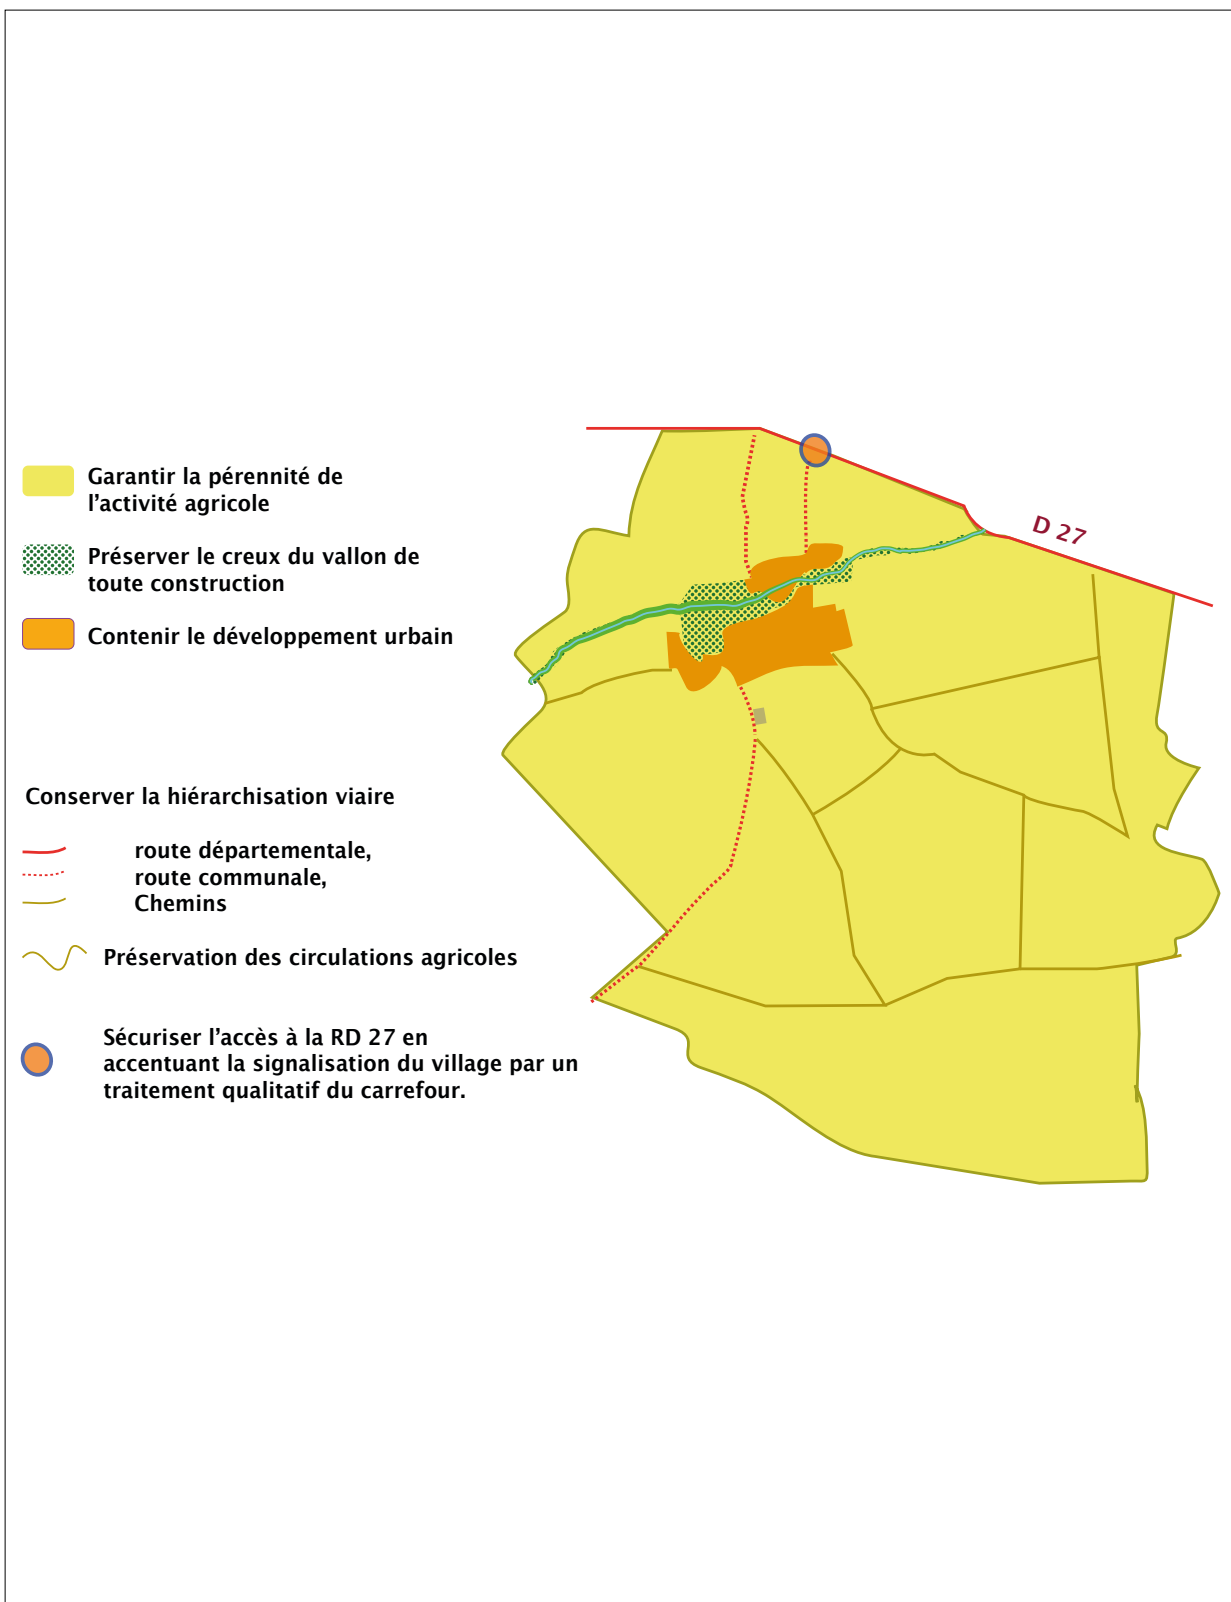 Garantir la pérennité de
l'activité agricole
Préserver le creux du vallon de
toute construction
Contenir le développement urbain
Conserver la hiérarchisation viaire
route départementale,
route communale,
Chemins
Préservation des circulations agricoles
Sécuriser l'accès à la RD 27 en
accentuant la signalisation du village par un
traitement qualitatif du carrefour.
D 27